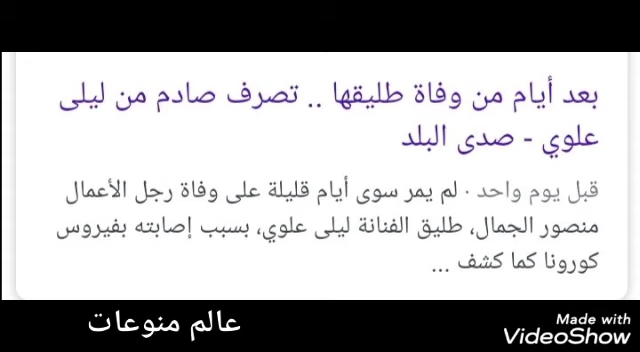 بعد أيام من وفاة طليقها .. تصرف صادم من ليلى
علوي - صدى البلد
قبل يوم واحد · لم يمر سوى أيام قليلة على وفاة رجل الأعمال
منصور الجمال، طليق الفنانة ليلى علوي، بسبب إصابته بفيروس
كورونا كما كشف ...
عالم منوعات
Made with
VideoShow